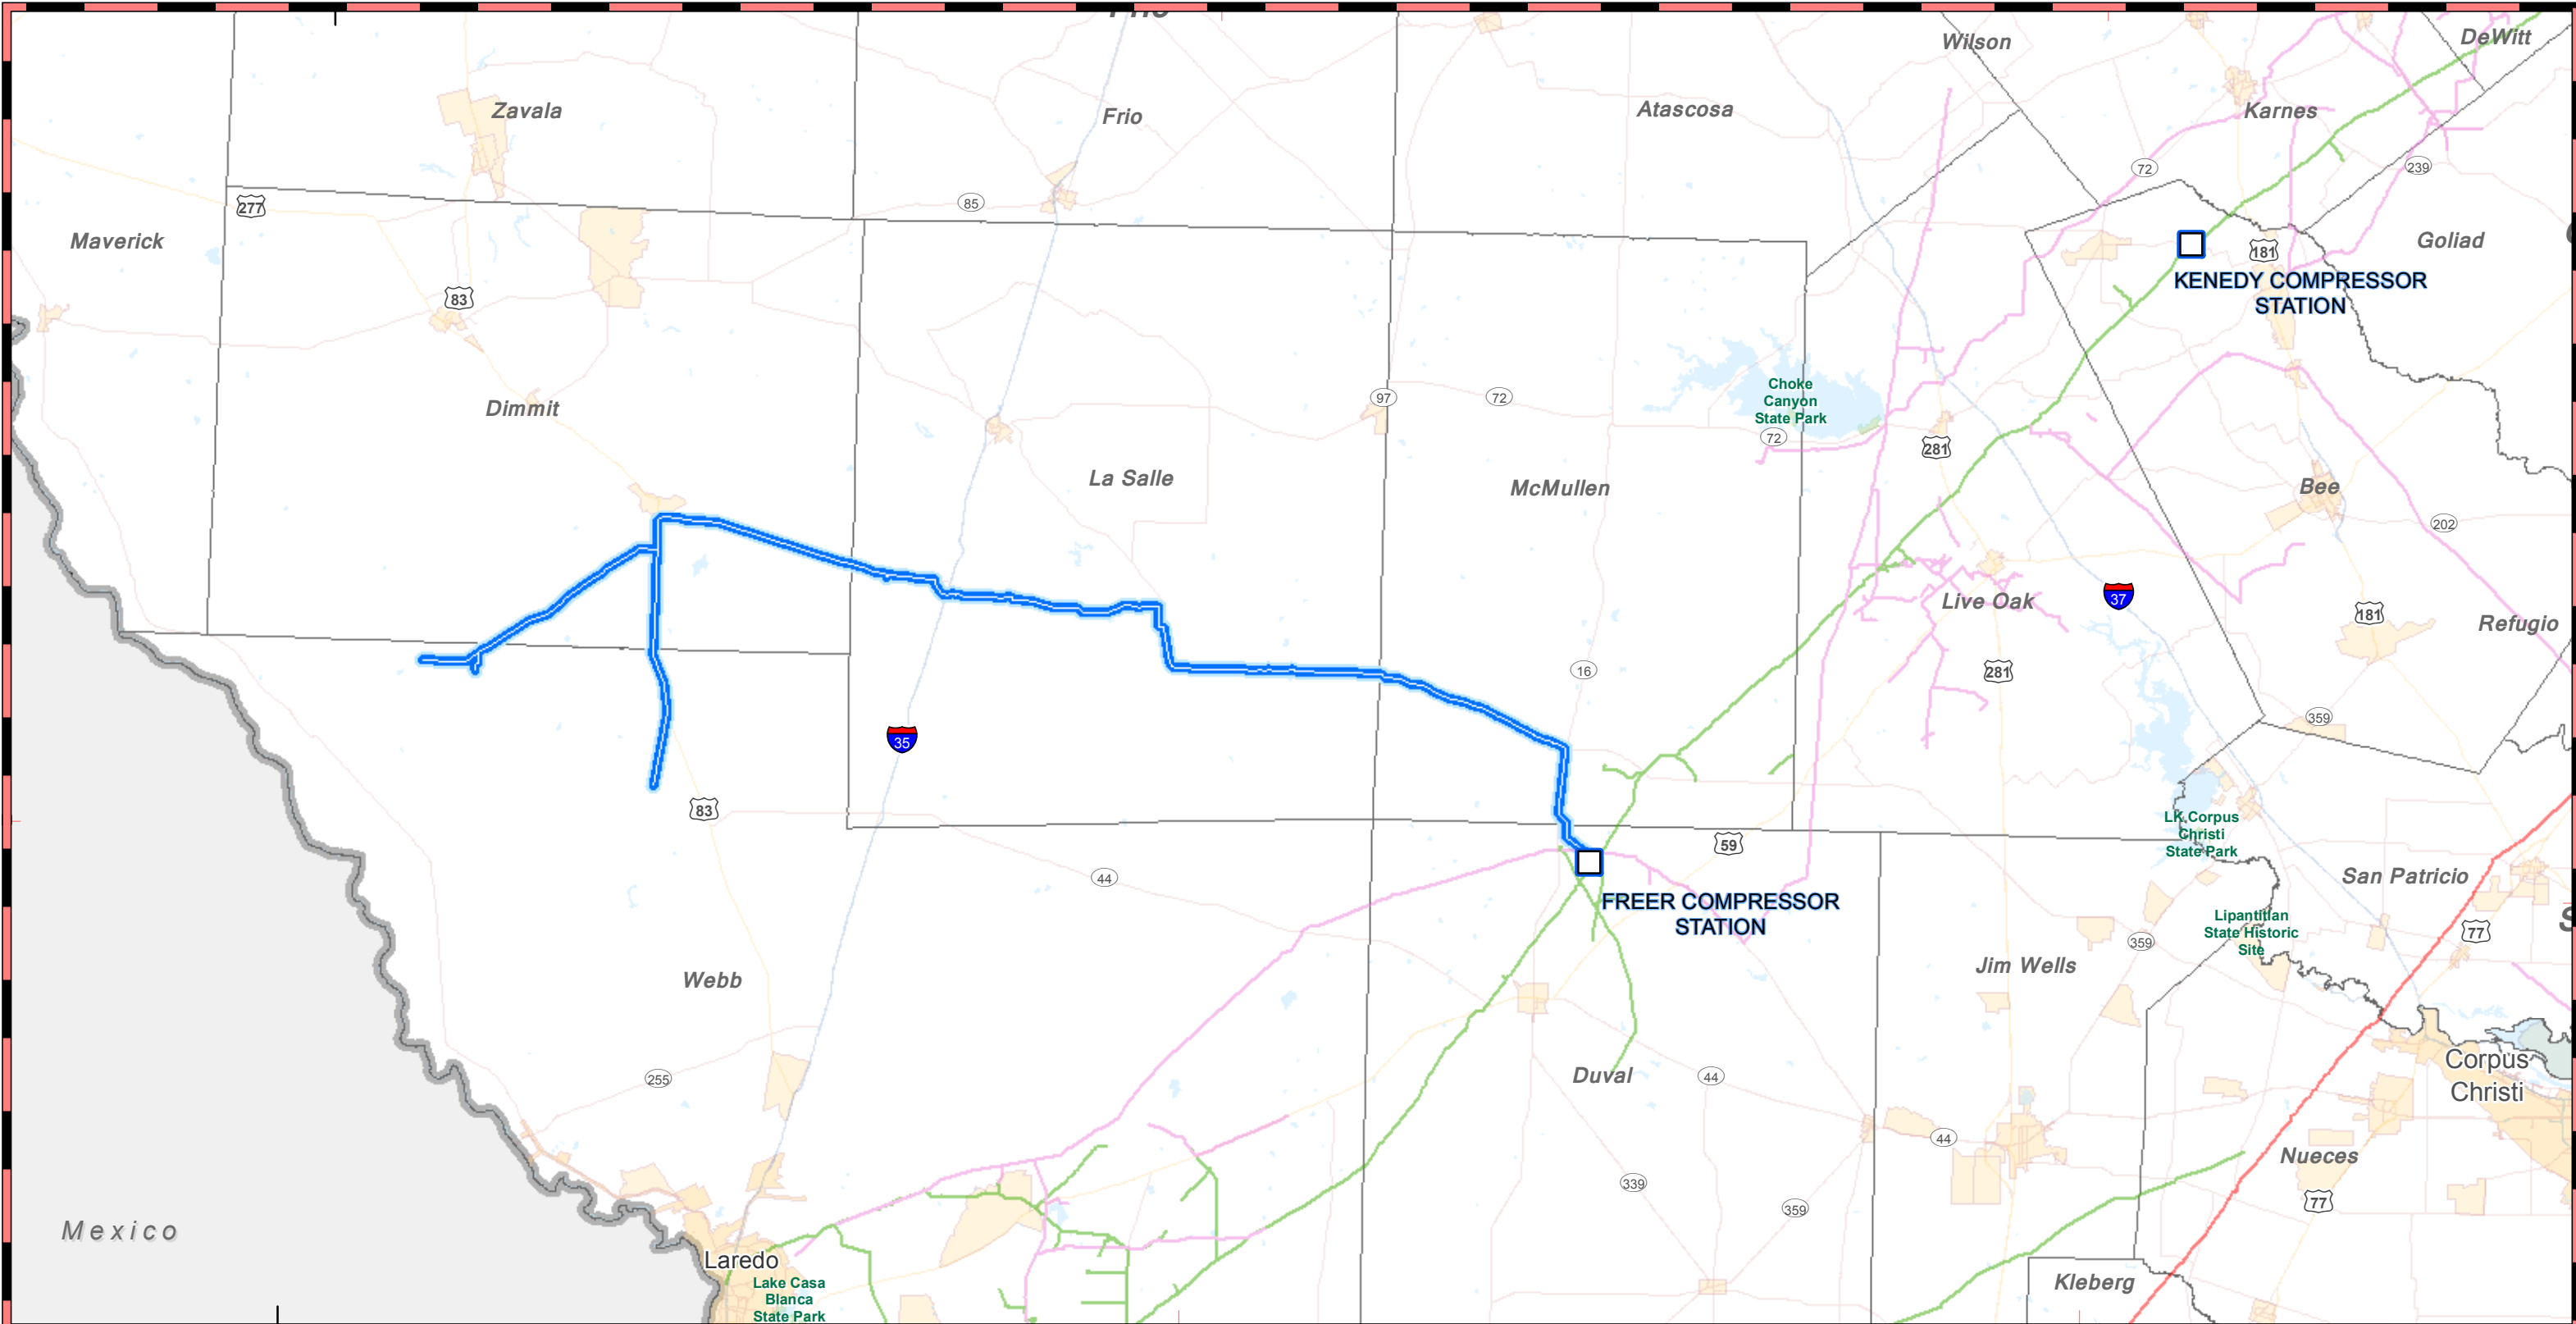 Frio
Wilson
DeWitt
Zavala
Frio
Atascosa
Karnes
72
239
277
85
Maverick
Goliad
181
KENEDY COMPRESSOR
STATION
83
Choke
Canyon
State Park
97
72
Dimmit
72
281
La Salle
McMullen
Bee
202
37
Live Oak
181
Refugio
16
281
359
35
83
LK Corpus
Christi
State Park
59
44
San Patricio
FREER COMPRESSOR
STATION
Lipantitlan
State Historic
Site
77
359
Webb
Jim Wells
Corpus
Christi
255
Duval
44
44
Nueces
339
77
359
Mexico
Laredo
Lake Casa
Blanca
State Park
Kleberg